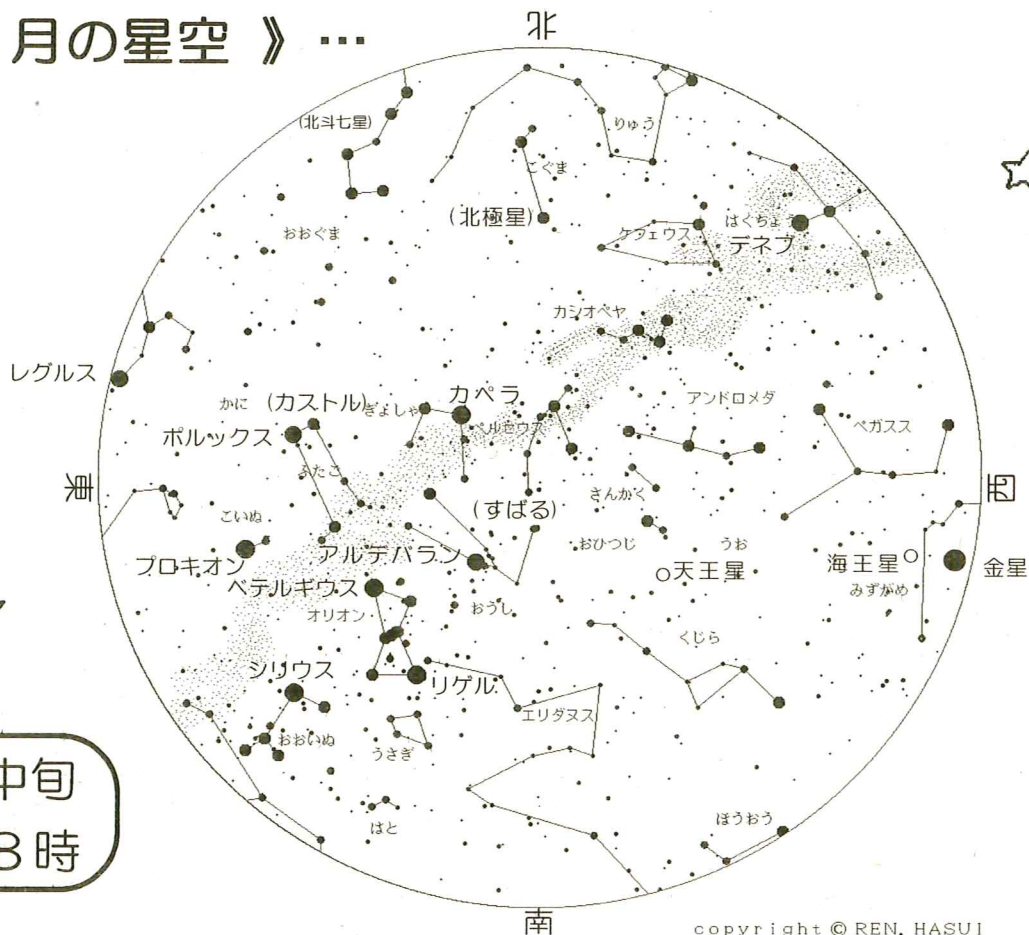 月の星空 》…
北
(北斗七星)
りゅう
こぐま
(北極星)
おおぐま
ケフェウス
はくちょう
デネブ
カシオペヤ
レグルス
かに
(カストル)
ぎょしゃ
カペラ
ペルセウス
アンドロメダ
ペガスス
ポルックス
ふたご
東
西
(すばる)
さんかく
こいぬ
プロキオン
アルデバラン
おひつじ
うお
天王星
海王星
みずがめ
金星
ベテルギウス
オリオン
おうし
くじら
シリウス
リゲル
エリダヌス
おおいぬ
うさぎ
はと
ほうおう
中旬
8時
南
copyright © REN. HASUI